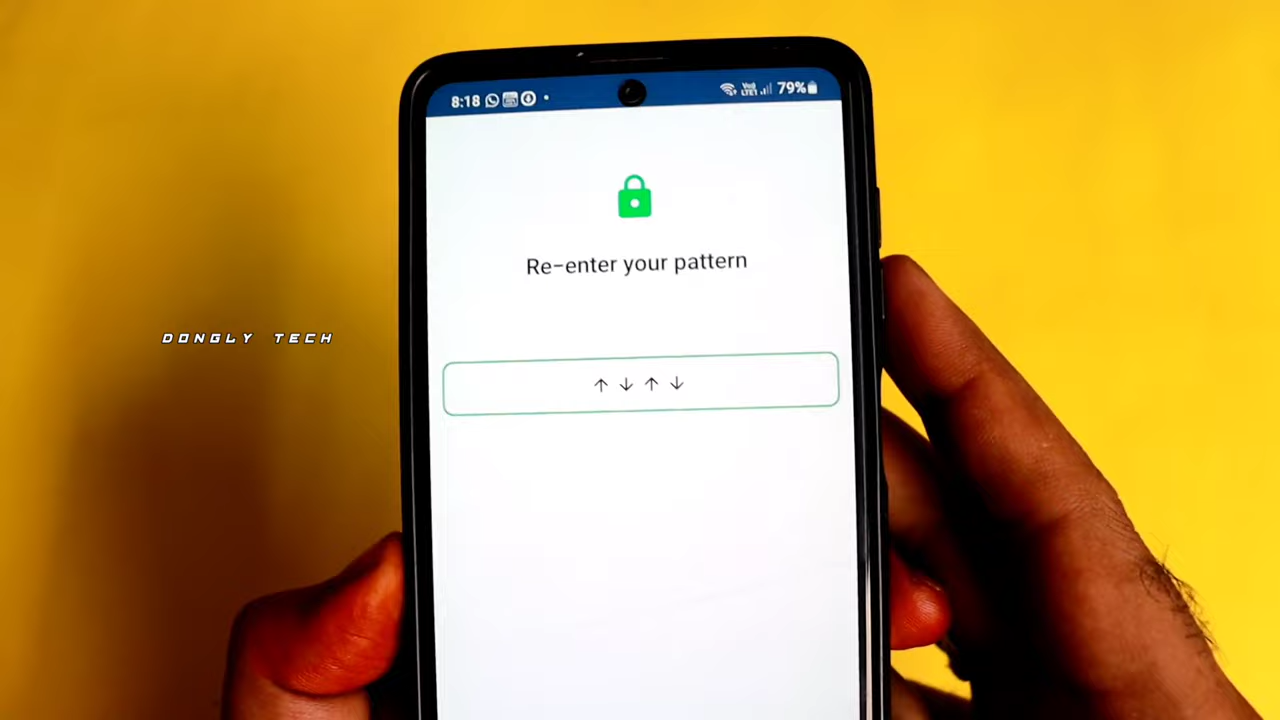 8:18
79%
Re-enter your pattern
↑ ↓ ↑ ↓
DONGLY TECH